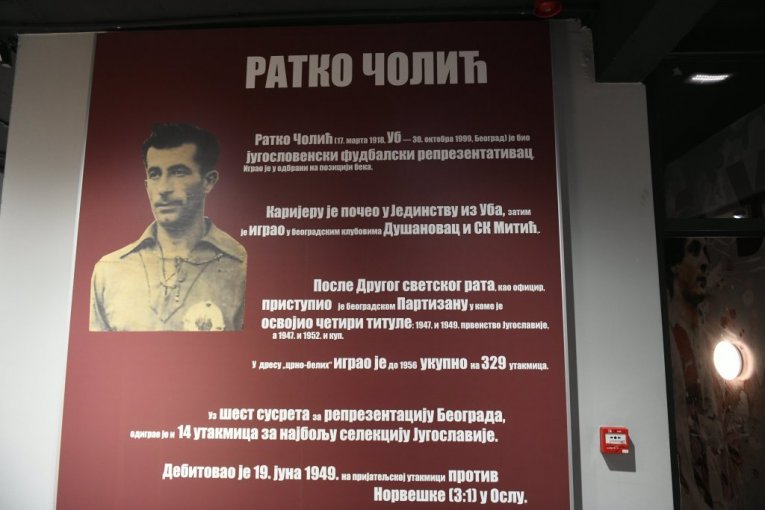 РАТКО ЧОЛИЋ
Ратко Чолић (17. марта 1918, Уб — 30. октобра 1999, Београд) је био
југословенски фудбалски репрезентативац.
Играо је у одбрани на позицији бека.
Каријеру је почео у Јединству из Уба, затим
је играо у београдским клубовима Душановац и СК Митић.
После Другог светског рата, као официр,
приступио је београдском Партизану у коме је
освојио четири титуле: 1947. и 1949. првенство Југославије,
а 1947. и 1952. и куп.
У дресу „црно-белих" играо је до 1956 укупно на 329 утакмица.
Уз шест сусрета за репрезентацију Београда,
одиграо је и 14 утакмица за најбољу селекцију Југославије.
Дебитовао је 19. јуна 1949. на пријатељској утакмици против
Норвешке (3:1) у Ослу.